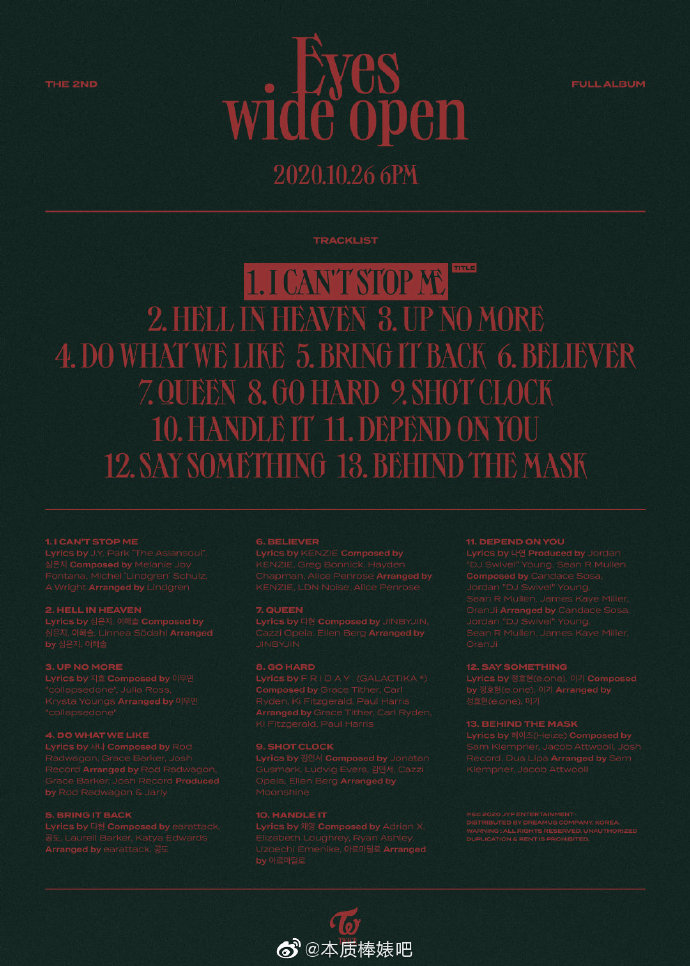 THE 2ND
Eyes
wide open
FULL ALBUM
2020.10.26 6PM
TRACKLIST
1. I CAN'T STOP ME TITLE
2. HELL IN HEAVEN 3. UP NO MORE
4. DO WHAT WE LIKE 5. BRING IT BACK 6. BELIEVER
7. QUEEN 8. GO HARD 9. SHOT CLOCK
10. HANDLE IT 11. DEPEND ON YOU
12. SAY SOMETHING 13. BEHIND THE MASK
1. I CAN'T STOP ME
Lyrics by J.Y. Park "The Asiansoul",
심은지 Composed by Melanie Joy
Fontana, Michel "Lindgren" Schulz,
A Wright Arranged by Lindgren
2. HELL IN HEAVEN
Lyrics by 심은지, 이해솔 Composed by
심은지, 이해솔, Linnea Södahl Arranged
by 심은지, 이해솔
3. UP NO MORE
Lyrics by 지효 Composed by 이우민
"collapsedone", Julia Ross,
Krysta Youngs Arranged by 이우민
"collapsedone"
4. DO WHAT WE LIKE
Lyrics by 사나 Composed by Rod
Radwagon, Grace Barker, Josh
Record Arranged by Rod Radwagon,
Grace Barker, Josh Record Produced
by Rod Radwagon & Jarly
5. BRING IT BACK
Lyrics by 다현 Composed by earattack,
공도, Laurell Barker, Katya Edwards
Arranged by earattack, 공도
6. BELIEVER
Lyrics by KENZIE Composed by
KENZIE, Greg Bonnick, Hayden
Chapman, Alice Penrose Arranged by
KENZIE, LDN Noise, Alice Penrose
7. QUEEN
Lyrics by 다현 Composed by JINBYJIN,
Cazzi Opeia, Ellen Berg Arranged by
JINBYJIN
8. GO HARD
Lyrics by F R I D A Y . (GALACTIKA *)
Composed by Grace Tither, Carl
Ryden, Ki Fitzgerald, Paul Harris
Arranged by Grace Tither, Carl Ryden,
Ki Fitzgerald, Paul Harris
9. SHOT CLOCK
Lyrics by 김인서 Composed by Jonatan
Gusmark, Ludvig Evers, 김인서, Cazzi
Opeia, Ellen Berg Arranged by
Moonshine
10. HANDLE IT
Lyrics by 채영 Composed by Adrian X,
Elizabeth Loughrey, Ryan Ashley,
Uzoechi Emenike, 아르마딜로 Arranged
by 아르마딜로
11. DEPEND ON YOU
Lyrics by 나연 Produced by Jordan
"DJ Swivel" Young, Sean R Mullen
Composed by Candace Sosa,
Jordan "DJ Swivel" Young,
Sean R Mullen, James Kaye Miller,
OranJi Arranged by Candace Sosa,
Jordan "DJ Swivel" Young,
Sean R Mullen, James Kaye Miller,
OranJi
12. SAY SOMETHING
Lyrics by 정호현(e.one), 이기 Composed
by 정호현(e.one), 이기 Arranged by
정호현(e.one), 이기
13. BEHIND THE MASK
Lyrics by 헤이즈(Heize) Composed by
Sam Klempner, Jacob Attwooll, Josh
Record, Dua Lipa Arranged by Sam
Klempner, Jacob Attwooll
℗&© 2020 JYP ENTERTAINMENT.
DISTRIBUTED BY DREAMUS COMPANY, KOREA.
WARNING : ALL RIGHTS RESERVED. UNAUTHORIZED
DUPLICATION & RENT IS PROHIBITED.
@本质棒婊吧